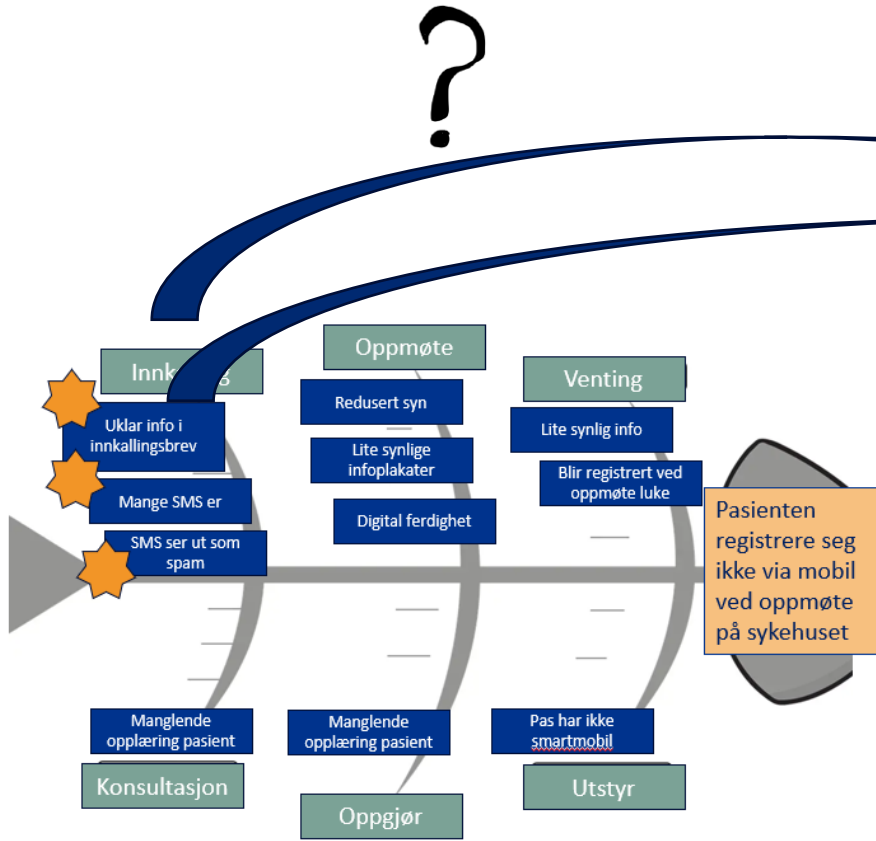 ?
Oppmøte
Venting
Redusert syn
Uklar info i
innkallingsbrev
Lite synlig info
Lite synlige
infoplakater
Blir registrert ved
oppmøte luke
Mange SMS er
Digital ferdighet
SMS ser ut som
spam
Pasienten
registrere seg
ikke via mobil
ved oppmøte
på sykehuset
Manglende
opplæring pasient
Manglende
opplæring pasient
Pas har ikke
smartmobil
Konsultasjon
Oppgjør
Utstyr